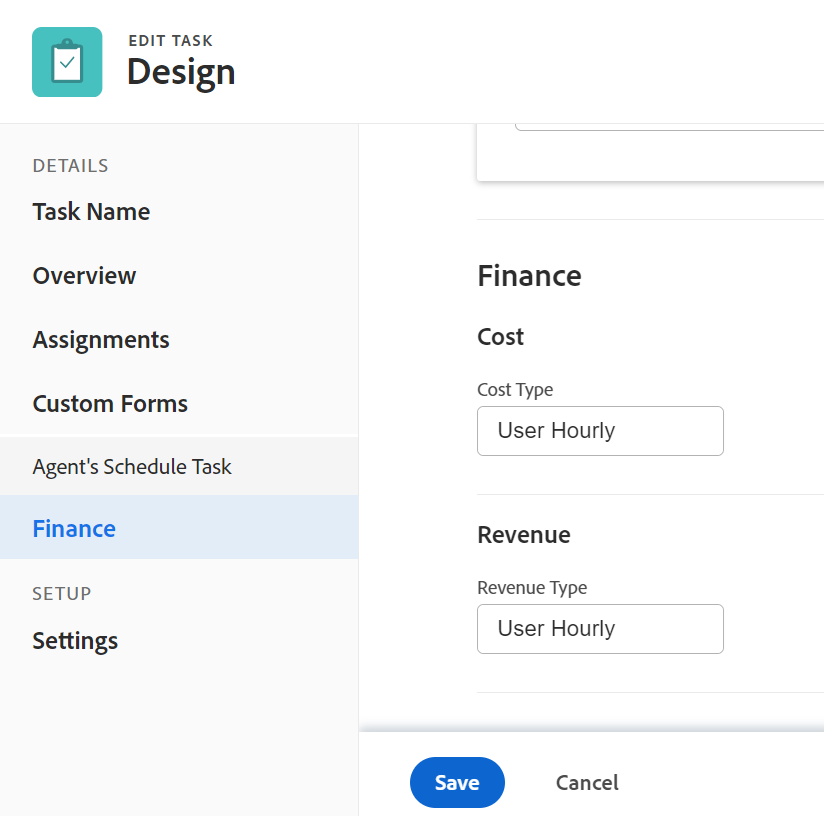 EDIT TASK
Design
DETAILS
Task Name
Overview
Assignments
Custom Forms
Agent's Schedule Task
Finance
SETUP
Settings
Finance
Cost
Cost Type
User Hourly
Revenue
Revenue Type
User Hourly
Save
Cancel